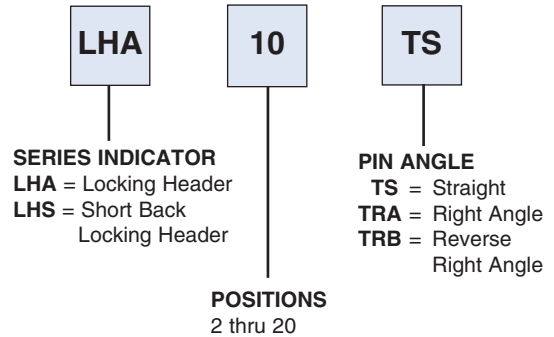 LHA 10 TS
SERIES INDICATOR
LHA = Locking Header
LHS = Short Back
Locking Header
POSITIONS
2 thru 20
PIN ANGLE
TS = Straight
TRA = Right Angle
TRB = Reverse
Right Angle